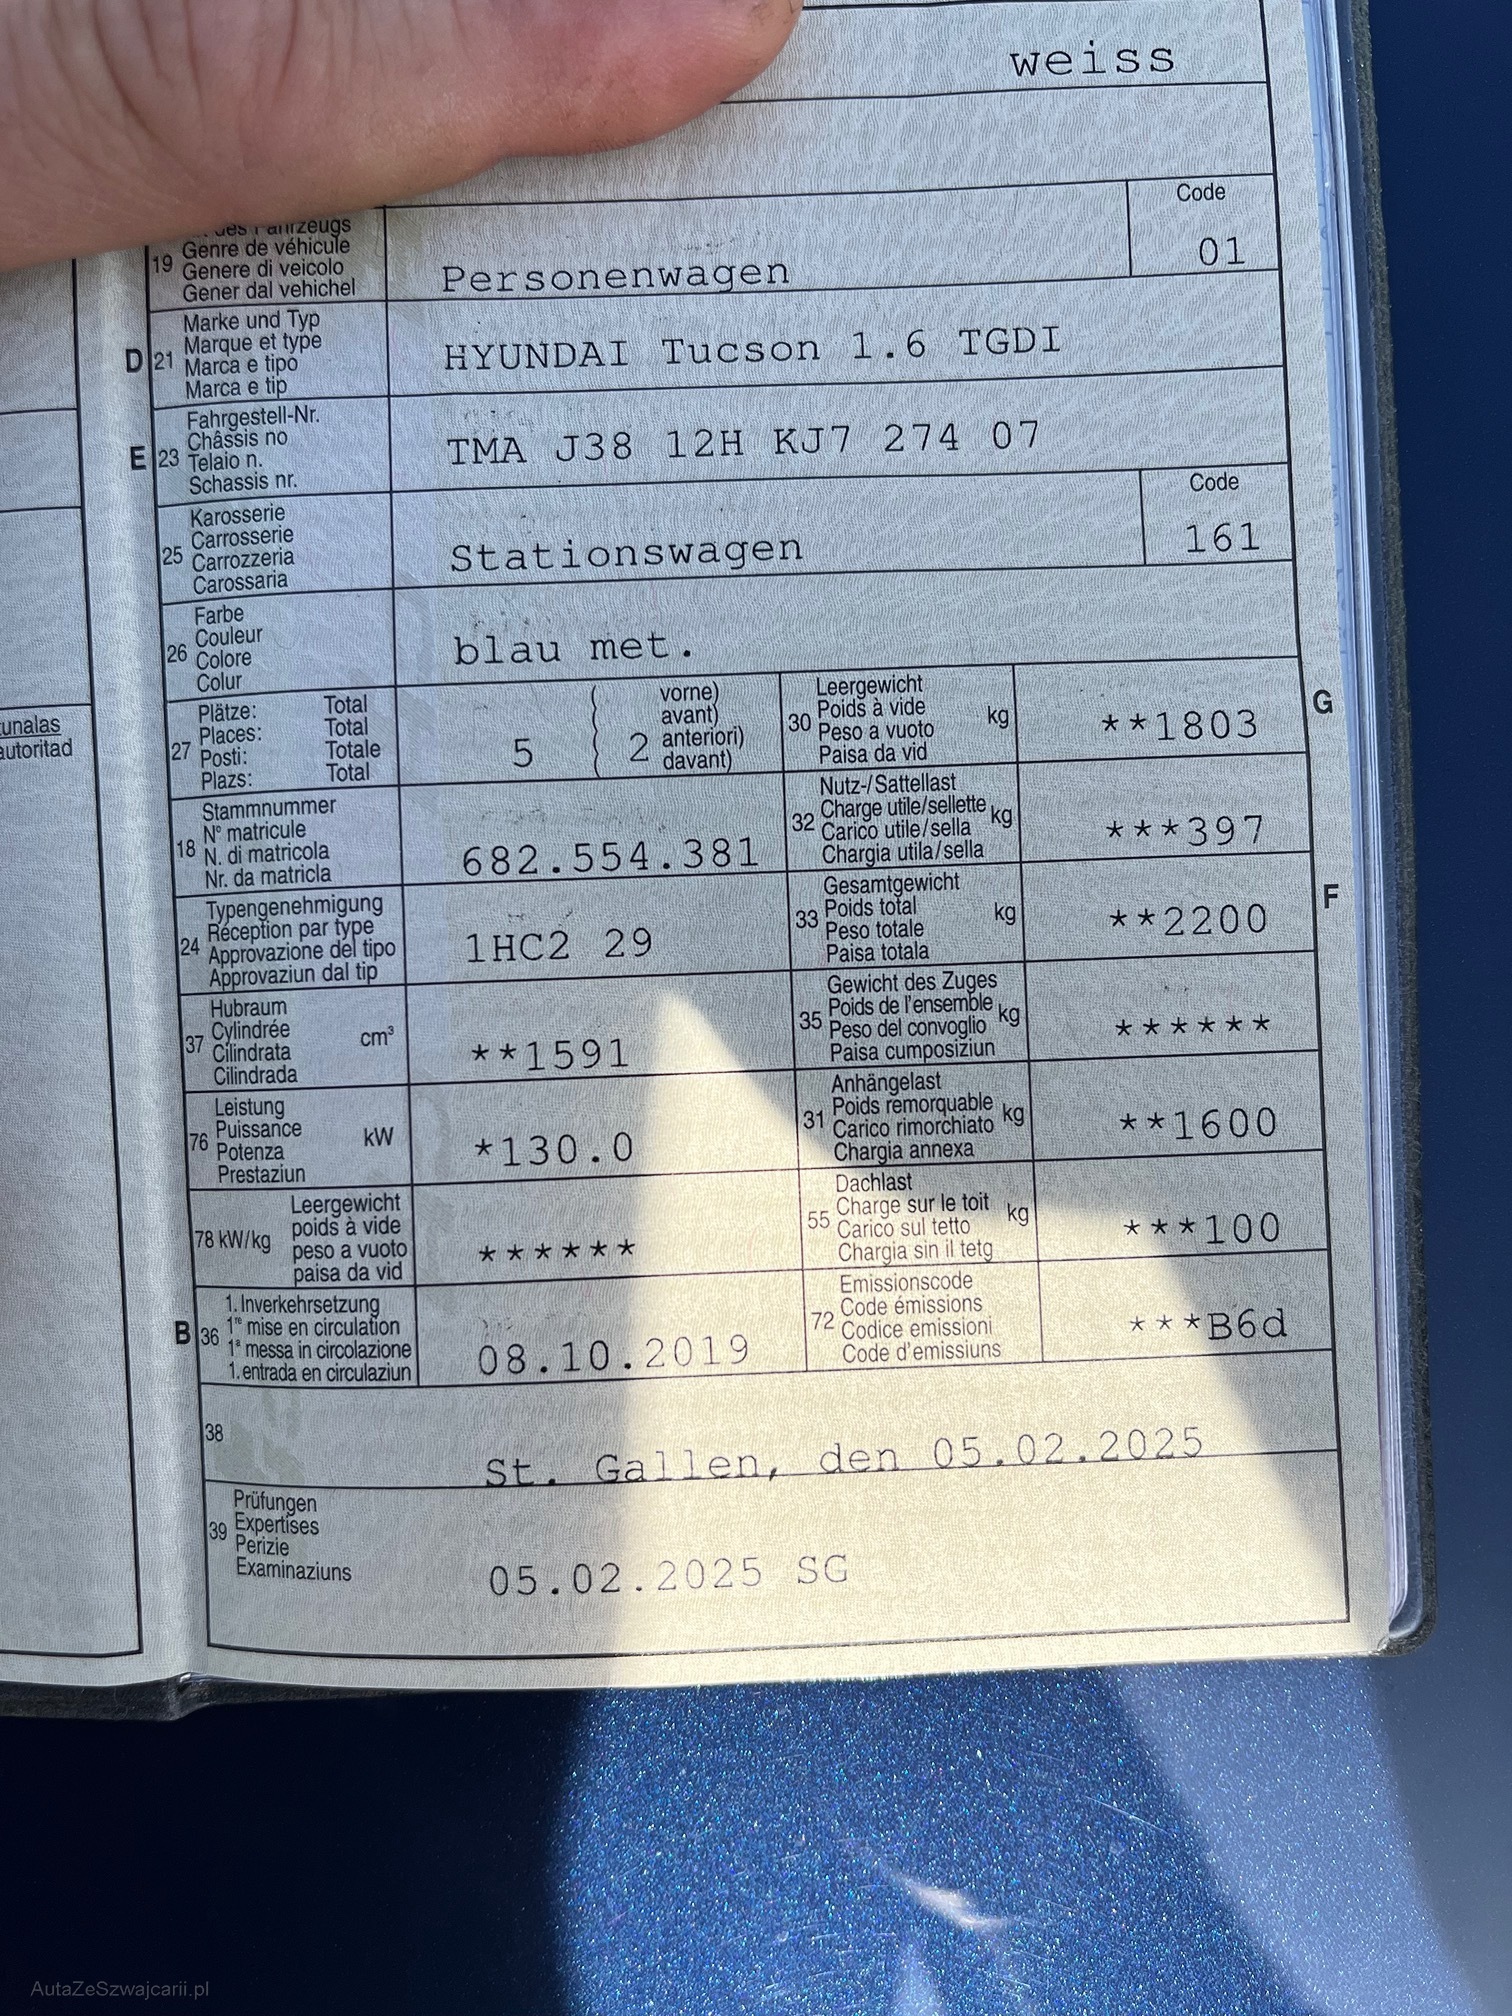 weiss
Code
19
des Fahrzeugs
Genre de véhicule
Genere di veicolo
Gener dal vehichel
Personenwagen
01
D
21
Marke und Typ
Marque et type
Marca e tipo
Marca e tip
HYUNDAI Tucson 1.6 TGDI
E
23
Fahrgestell-Nr.
Châssis no
Telaio n.
Schassis nr.
TMA J38 12H KJ7 274 07
25
Karosserie
Carrosserie
Carrozzeria
Carossaria
Stationswagen
Code
161
26
Farbe
Couleur
Colore
Colur
blau met.
27
Plätze: Total
Places: Total
Posti: Totale
Plazs: Total
5
( 2
vorne)
avant)
anteriori)
davant)
30
Leergewicht
Poids à vide
Peso a vuoto
Paisa da vid
kg
**1803
G
unalas
autoritad
18
Stammnummer
N° matricule
N. di matricola
Nr. da matricla
682.554.381
32
Nutz-/Sattellast
Charge utile/sellette
Carico utile/sella
Chargia utila/sella
kg
***397
24
Typengenehmigung
Réception par type
Approvazione del tipo
Approvaziun dal tip
1HC2 29
33
Gesamtgewicht
Poids total
Peso totale
Paisa totala
kg
**2200
F
37
Hubraum
Cylindrée
Cilindrata
Cilindrada
cm³
**1591
35
Gewicht des Zuges
Poids de l'ensemble
Peso del convoglio
Paisa cumposiziun
kg
******
76
Leistung
Puissance
Potenza
Prestaziun
kW
*130.0
31
Anhängelast
Poids remorquable
Carico rimorchiato
Chargia annexa
kg
**1600
78 kW/kg
Leergewicht
poids à vide
peso a vuoto
paisa da vid
******
55
Dachlast
Charge sur le toit
Carico sul tetto
Chargia sin il tetg
kg
***100
B
36
1. Inverkehrsetzung
1re mise en circulation
1a messa in circolazione
1. entrada en circulaziun
08.10.2019
72
Emissionscode
Code émissions
Codice emissioni
Code d'emissiuns
***B6d
38
St. Gallen, den 05.02.2025
39
Prüfungen
Expertises
Perizie
Examinaziuns
05.02.2025 SG
AutaZeSzwajcarii.pl